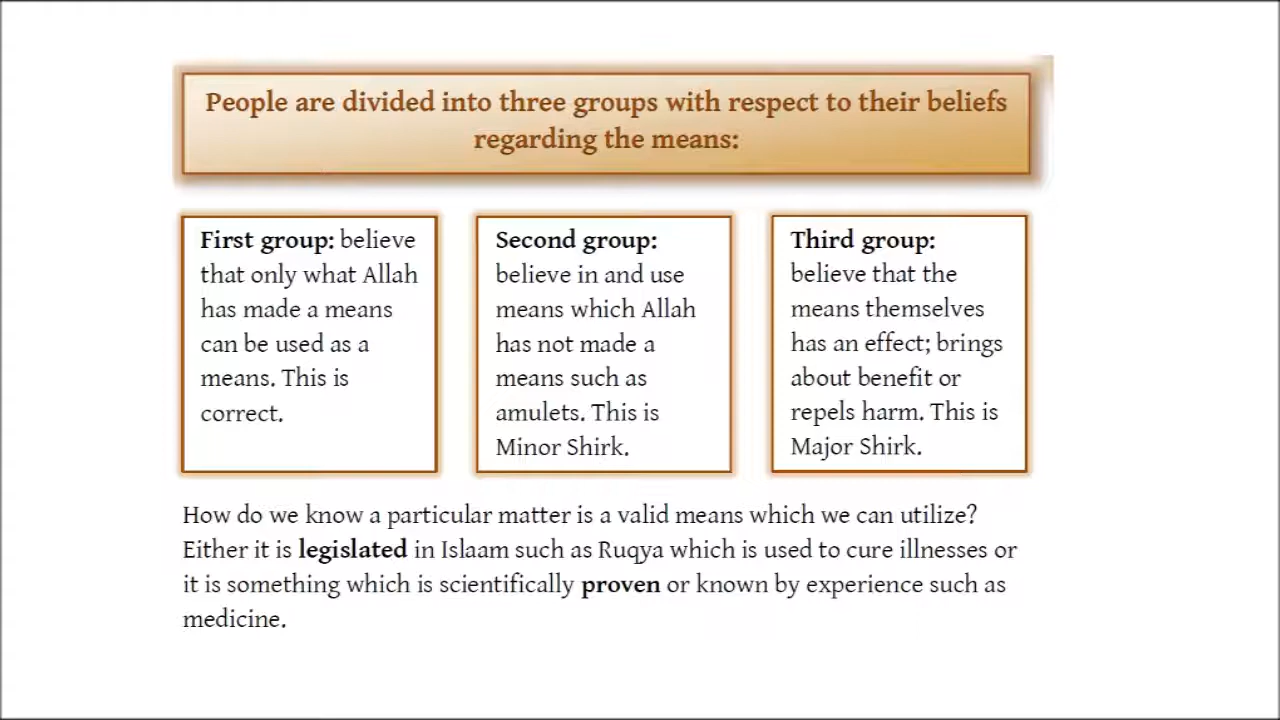 People are divided into three groups with respect to their beliefs
regarding the means:
First group: believe
that only what Allah
has made a means
can be used as a
means. This is
correct.
Second group:
believe in and use
means which Allah
has not made a
means such as
amulets. This is
Minor Shirk.
Third group:
believe that the
means themselves
has an effect; brings
about benefit or
repels harm. This is
Major Shirk.
How do we know a particular matter is a valid means which we can utilize?
Either it is legislated in Islaam such as Ruqya which is used to cure illnesses or
it is something which is scientifically proven or known by experience such as
medicine.